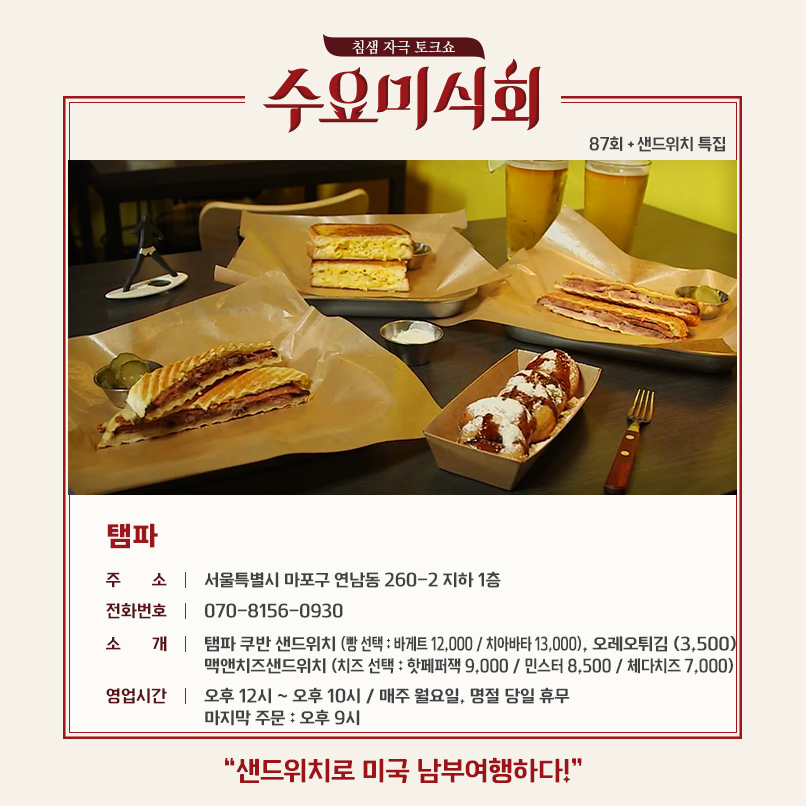 침샘 자극 토크쇼
수요미식회
87회 + 샌드위치 특집
탬파
주 소 | 서울특별시 마포구 연남동 260-2 지하 1층
전화번호 | 070-8156-0930
소 개 | 탬파 쿠반 샌드위치 (빵 선택 : 바게트 12,000 / 치아바타 13,000), 오레오튀김 (3,500)
맥앤치즈샌드위치 (치즈 선택 : 핫페퍼잭 9,000 / 민스터 8,500 / 체다치즈 7,000)
영업시간 | 오후 12시 ~ 오후 10시 / 매주 월요일, 명절 당일 휴무
마지막 주문 : 오후 9시
“샌드위치로 미국 남부여행하다!”